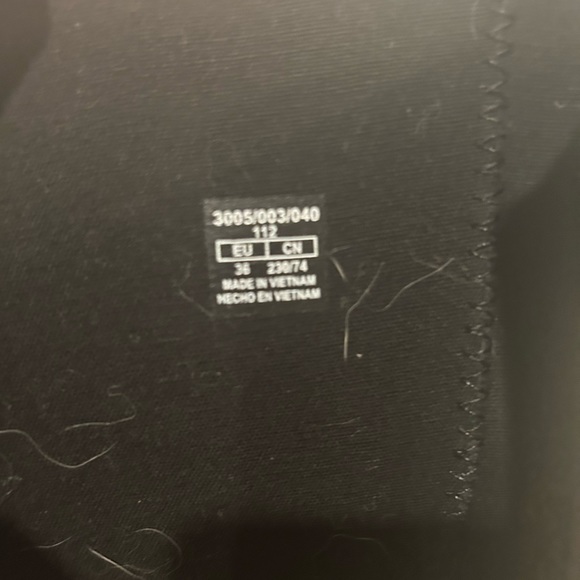 3005/003/040
112
EU CN
36 230/74
MADE IN VIETNAM
HECHO EN VIETNAM